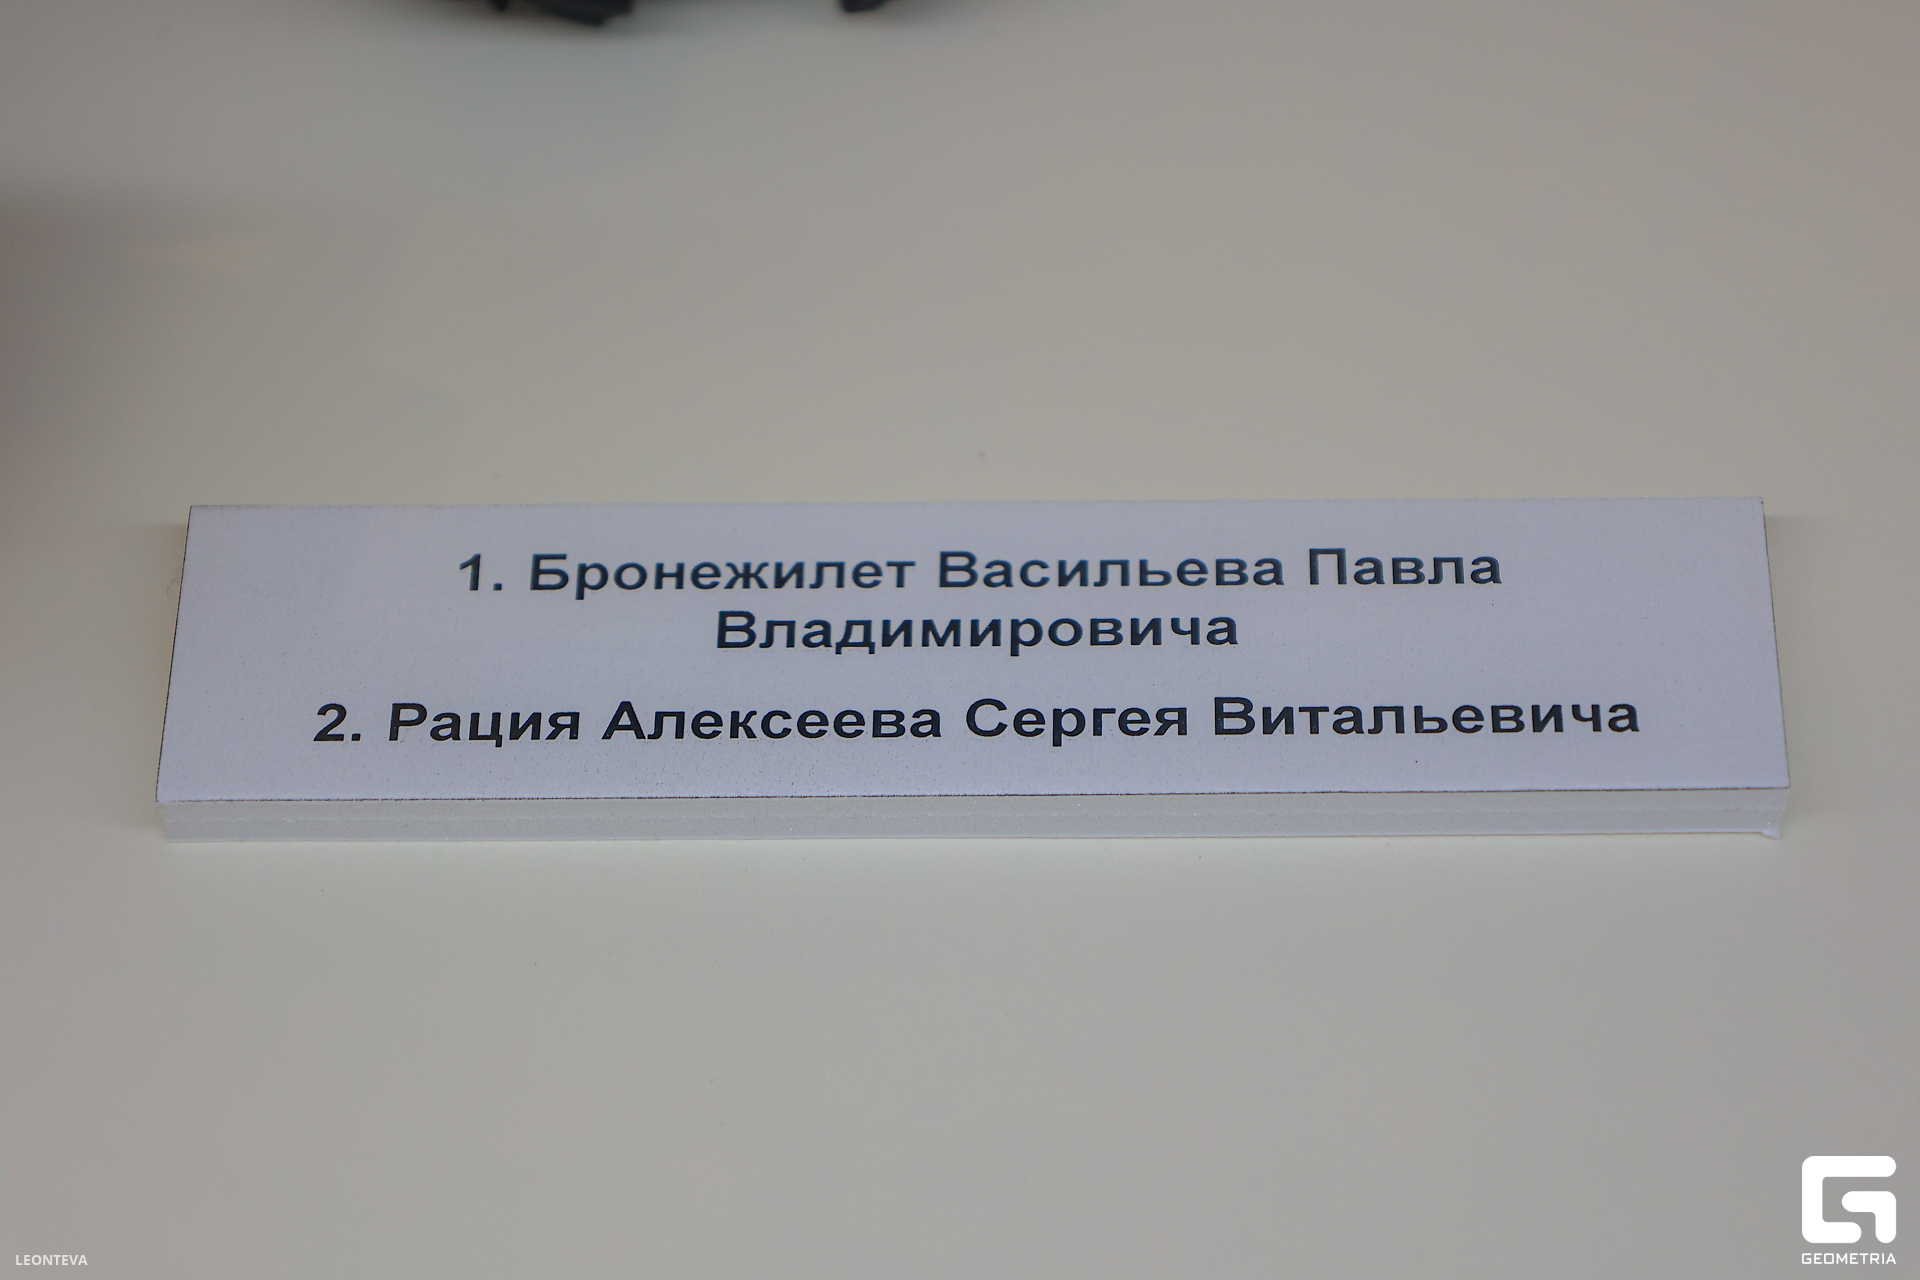 1. Бронежилет Васильева Павла
Владимировича
2. Рация Алексеева Сергея Витальевича
LEONTEVA
GEOMETRIA